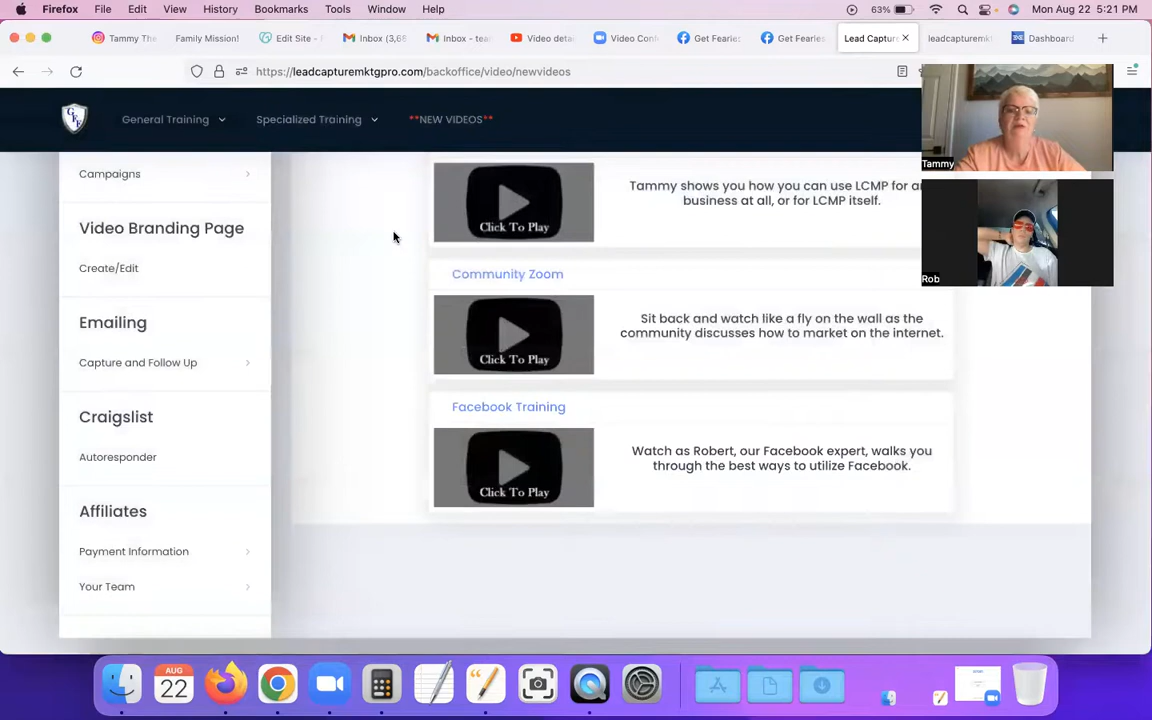 Firefox File Edit View History Bookmarks Tools Window Help 63% Mon Aug 22 5:21 PM
Tammy Th Family Mission! Edit Site - Inbox (3,68 Inbox - tea Video deta Video Conf Get Fearle Get Fearle Lead Captur leadcapturemkt Dashboard
https://leadcapturemktgpro.com/backoffice/video/newvideos
GFE
General Training Specialized Training **NEW VIDEOS**
Tammy
Rob
Campaigns
Video Branding Page
Create/Edit
Emailing
Capture and Follow Up
Craigslist
Autoresponder
Affiliates
Payment Information
Your Team
Click To Play
Tammy shows you how you can use LCMP for an
business at all, or for LCMP itself.
Community Zoom
Click To Play
Sit back and watch like a fly on the wall as the
community discusses how to market on the internet.
Facebook Training
Click To Play
Watch as Robert, our Facebook expert, walks you
through the best ways to utilize Facebook.
AUG
22